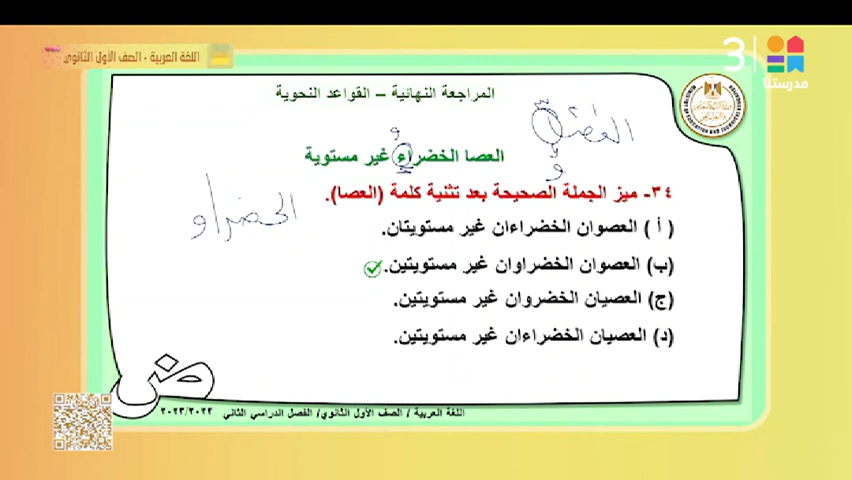 3
مدرستنا
اللغة العربية - الصف الأول الثانوي
المراجعة النهائية – القواعد النحوية
العصا
و
و
العصا الخضراء غير مستوية
٣٤- ميز الجملة الصحيحة بعد تثنية كلمة (العصا).
الخضراو
( أ ) العصوان الخضراءان غير مستويتان.
(ب) العصوان الخضراوان غير مستويتين.
(ج) العصيان الخضروان غير مستويتين.
(د) العصيان الخضراءان غير مستويتين.
ض
اللغة العربية / الصف الأول الثانوي/ الفصل الدراسي الثاني ٢٠٢٣/٢٠٢٢